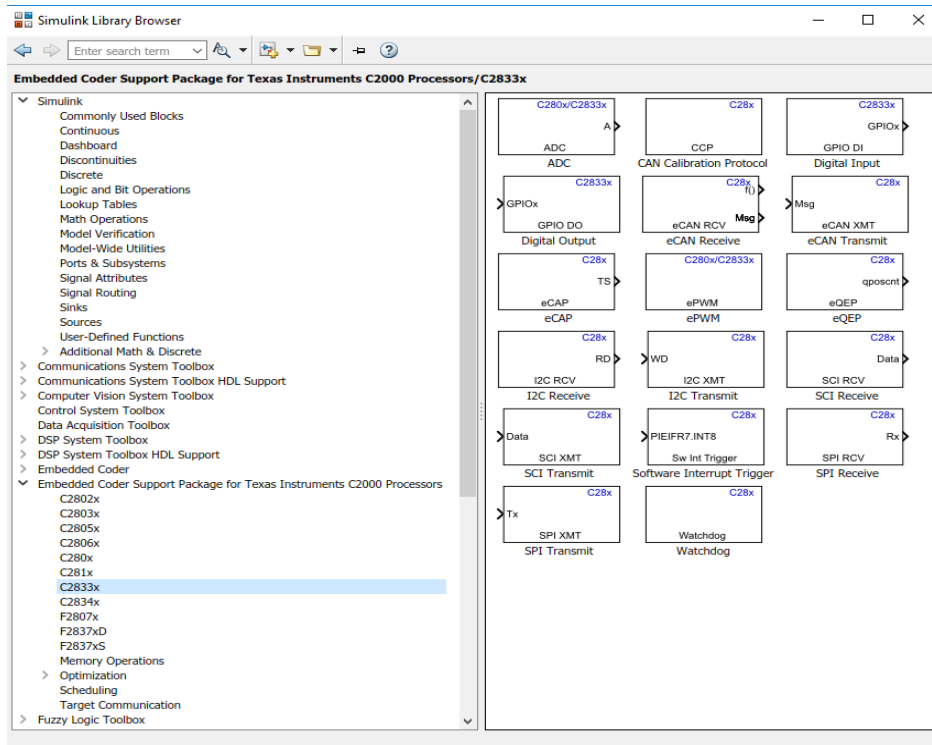 Simulink Library Browser
Enter search term
Embedded Coder Support Package for Texas Instruments C2000 Processors/C2833x
Simulink
Commonly Used Blocks
Continuous
Dashboard
Discontinuities
Discrete
Logic and Bit Operations
Lookup Tables
Math Operations
Model Verification
Model-Wide Utilities
Ports & Subsystems
Signal Attributes
Signal Routing
Sinks
Sources
User-Defined Functions
Additional Math & Discrete
Communications System Toolbox
Communications System Toolbox HDL Support
Computer Vision System Toolbox
Control System Toolbox
Data Acquisition Toolbox
DSP System Toolbox
DSP System Toolbox HDL Support
Embedded Coder
Embedded Coder Support Package for Texas Instruments C2000 Processors
C2802x
C2803x
C2805x
C2806x
C280x
C281x
C2833x
C2834x
F2807x
F2837xD
F2837xS
Memory Operations
Optimization
Scheduling
Target Communication
Fuzzy Logic Toolbox
C280x/C2833x
A
ADC
ADC
C28x
CCP
CAN Calibration Protocol
C2833x
GPIOx
GPIO DI
Digital Input
C2833x
GPIOx
GPIO DO
Digital Output
C28x
f()
Msg
eCAN RCV
eCAN Receive
C28x
Msg
eCAN XMT
eCAN Transmit
C28x
TS
eCAP
eCAP
C280x/C2833x
ePWM
ePWM
C28x
qposcnt
eQEP
eQEP
C28x
RD
I2C RCV
I2C Receive
C28x
WD
I2C XMT
I2C Transmit
C28x
Data
SCI RCV
SCI Receive
C28x
Data
SCI XMT
SCI Transmit
C28x
PIEIFR7.INT8
Sw Int Trigger
Software Interrupt Trigger
C28x
Rx
SPI RCV
SPI Receive
C28x
Tx
SPI XMT
SPI Transmit
C28x
Watchdog
Watchdog